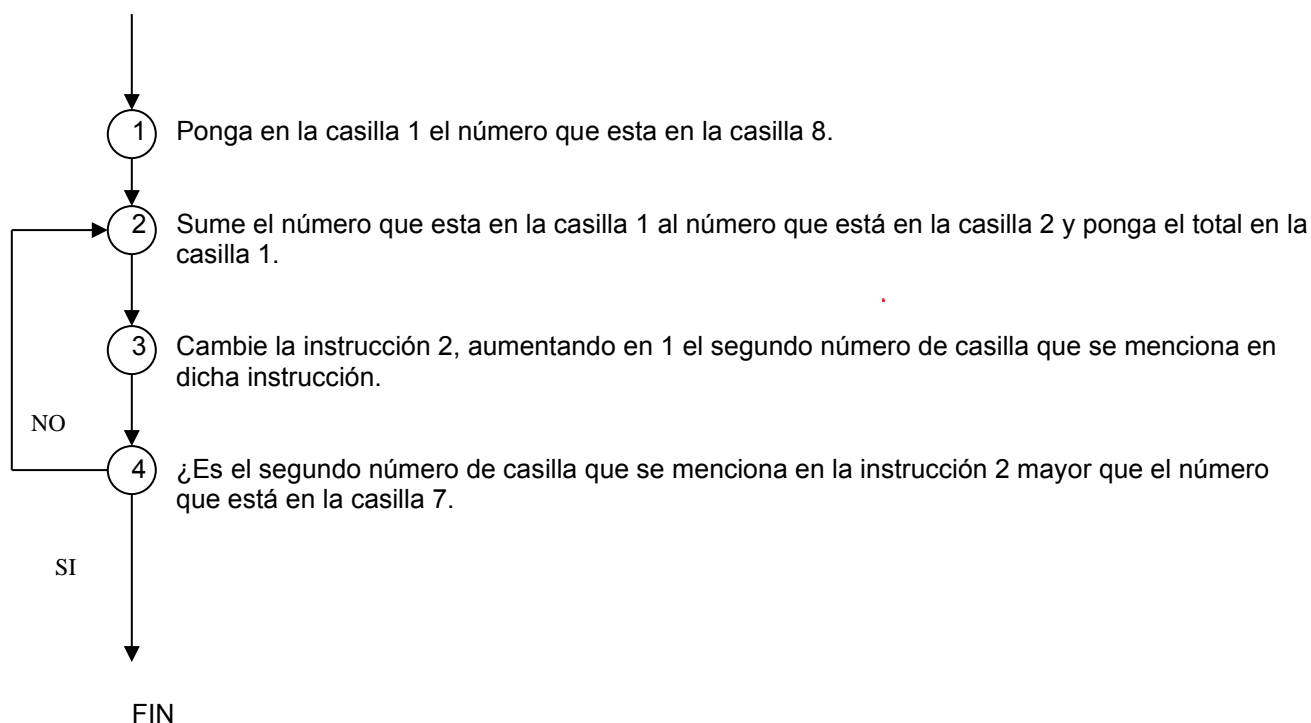 1 Ponga en la casilla 1 el número que esta en la casilla 8.
2 Sume el número que esta en la casilla 1 al número que está en la casilla 2 y ponga el total en la
casilla 1.
3 Cambie la instrucción 2, aumentando en 1 el segundo número de casilla que se menciona en
dicha instrucción.
NO
4 ¿Es el segundo número de casilla que se menciona en la instrucción 2 mayor que el número
que está en la casilla 7.
SI
FIN